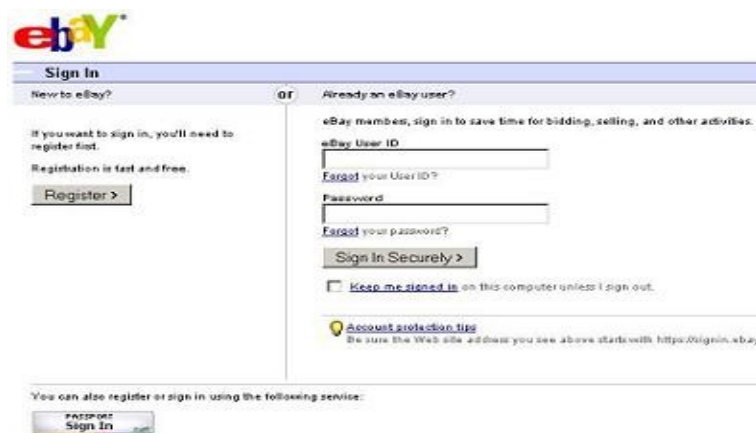 ebaY
Sign In
New to eBay?
or
Already an eBay user?
If you want to sign in, you'll need to
register first.
Registration is fast and free.
Register >
eBay members, sign in to save time for bidding, selling, and other activities.
eBay User ID
Forgot your User ID?
Password
Forgot your password?
Sign In Securely >
Keep me signed in on this computer unless I sign out.
Account protection tips
Be sure the Web site address you see above starts with https://signin.ebay
You can also register or sign in using the following service:
PASSPORT
Sign In